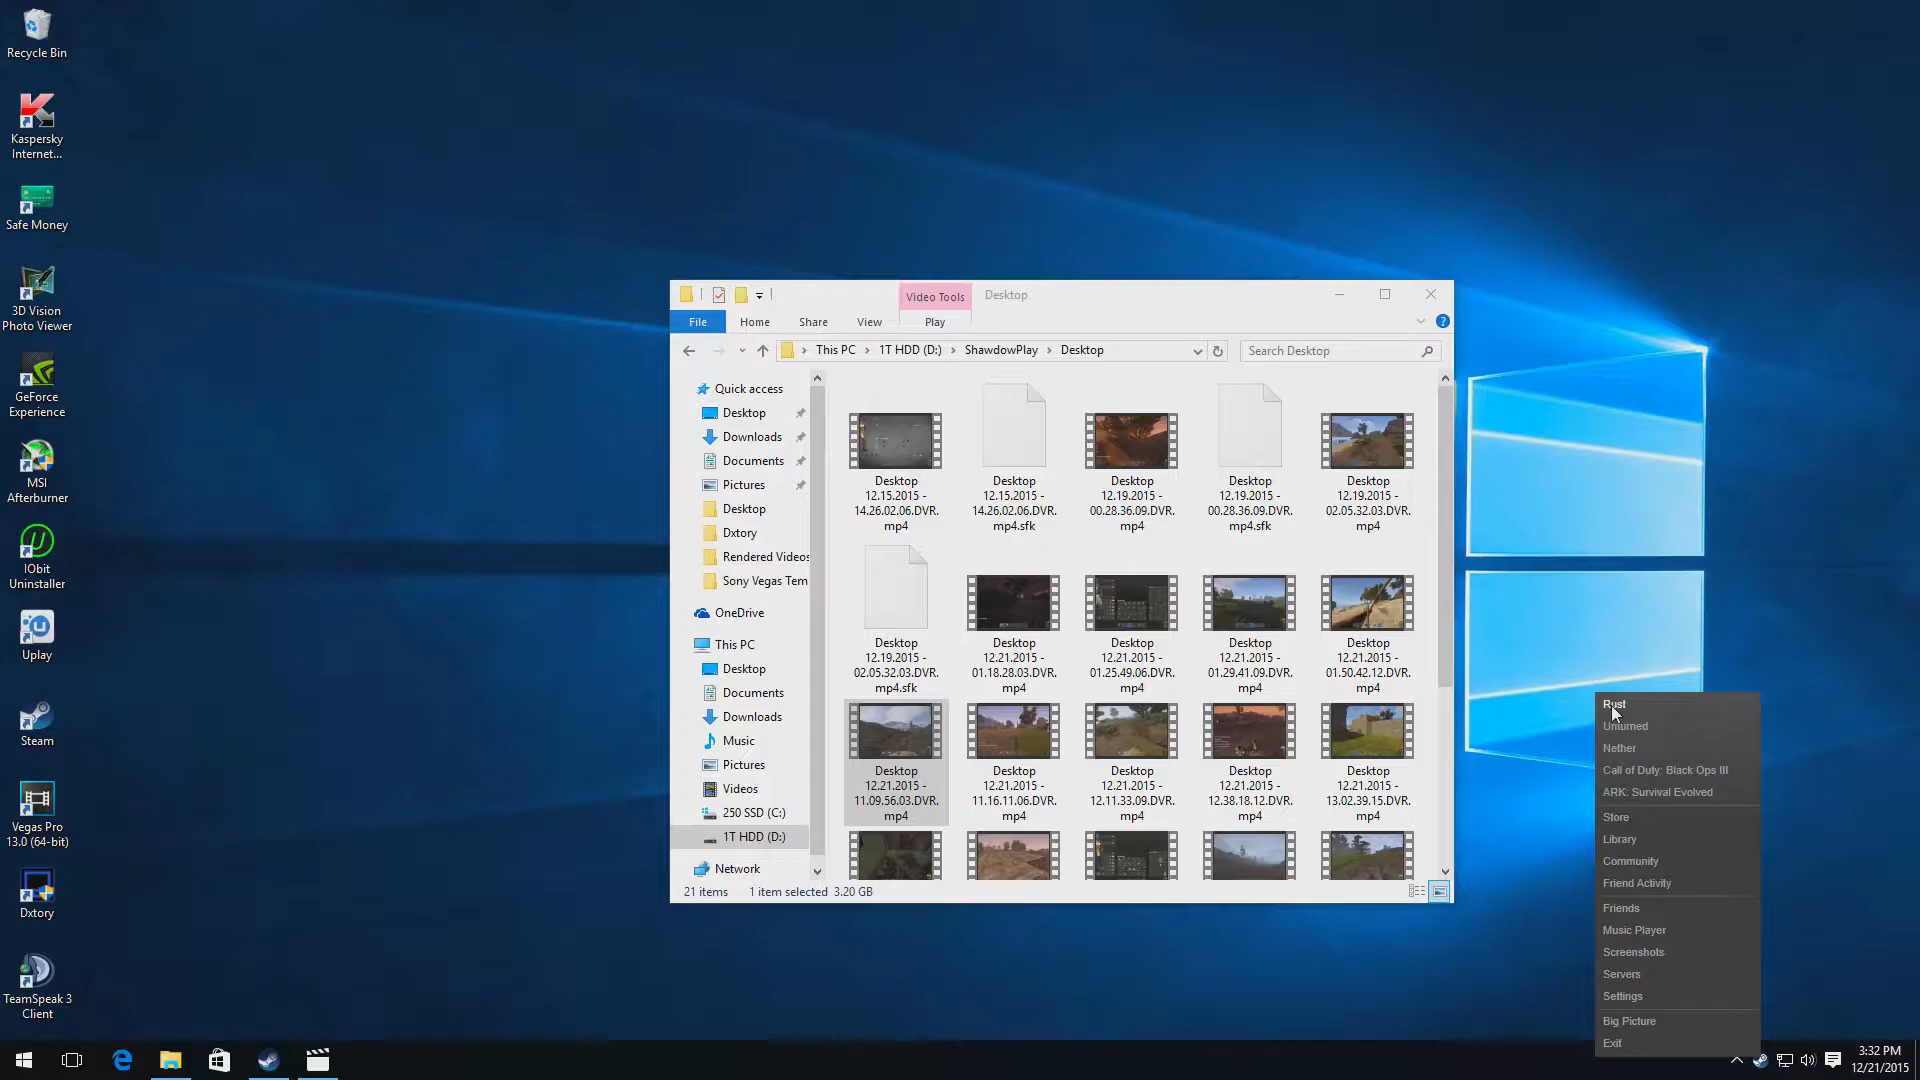 Recycle Bin
Kaspersky
Internet...
Safe Money
3D Vision
Photo Viewer
GeForce
Experience
MSI
Afterburner
IObit
Uninstaller
Uplay
Steam
Vegas Pro
13.0 (64-bit)
Dxtory
TeamSpeak 3
Client
Video Tools
Desktop
File
Home
Share
View
Play
This PC
1T HDD (D:)
ShawdowPlay
Desktop
Search Desktop
Quick access
Desktop
Downloads
Documents
Pictures
Desktop
Dxtory
Rendered Videos
Sony Vegas Tem
OneDrive
This PC
Desktop
Documents
Downloads
Music
Pictures
Videos
250 SSD (C:)
1T HDD (D:)
Network
Desktop
12.15.2015 -
14.26.02.06.DVR.
mp4
Desktop
12.15.2015 -
14.26.02.06.DVR.
mp4.sfk
Desktop
12.19.2015 -
00.28.36.09.DVR.
mp4
Desktop
12.19.2015 -
00.28.36.09.DVR.
mp4.sfk
Desktop
12.19.2015 -
02.05.32.03.DVR.
mp4
Desktop
12.19.2015 -
02.05.32.03.DVR.
mp4.sfk
Desktop
12.21.2015 -
01.18.28.03.DVR.
mp4
Desktop
12.21.2015 -
01.25.49.06.DVR.
mp4
Desktop
12.21.2015 -
01.29.41.09.DVR.
mp4
Desktop
12.21.2015 -
01.50.42.12.DVR.
mp4
Desktop
12.21.2015 -
11.09.56.03.DVR.
mp4
Desktop
12.21.2015 -
11.16.11.06.DVR.
mp4
Desktop
12.21.2015 -
12.11.33.09.DVR.
mp4
Desktop
12.21.2015 -
12.38.18.12.DVR.
mp4
Desktop
12.21.2015 -
13.02.39.15.DVR.
mp4
21 items
1 item selected 3.20 GB
Rust
Unturned
Nether
Call of Duty: Black Ops III
ARK: Survival Evolved
Store
Library
Community
Friend Activity
Friends
Music Player
Screenshots
Servers
Settings
Big Picture
Exit
3:32 PM
12/21/2015